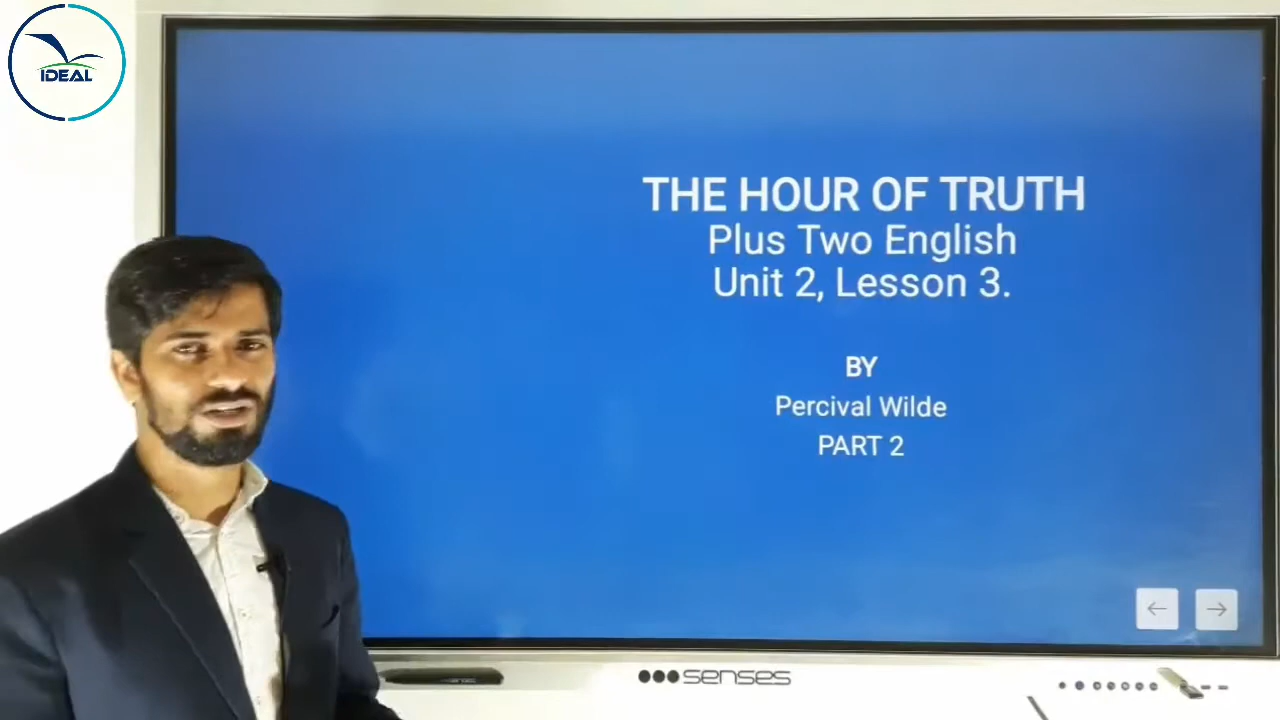 IDEAL
THE HOUR OF TRUTH
Plus Two English
Unit 2, Lesson 3.
BY
Percival Wilde
PART 2
senses